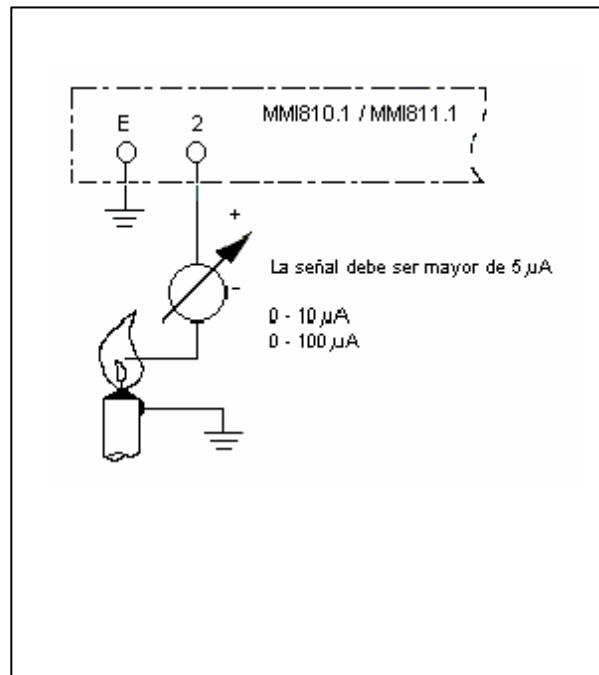 MMI810.1 / MMI811.1
E 2
+
-
La señal debe ser mayor de 5 µA
0 - 10 µA
0 - 100 µA